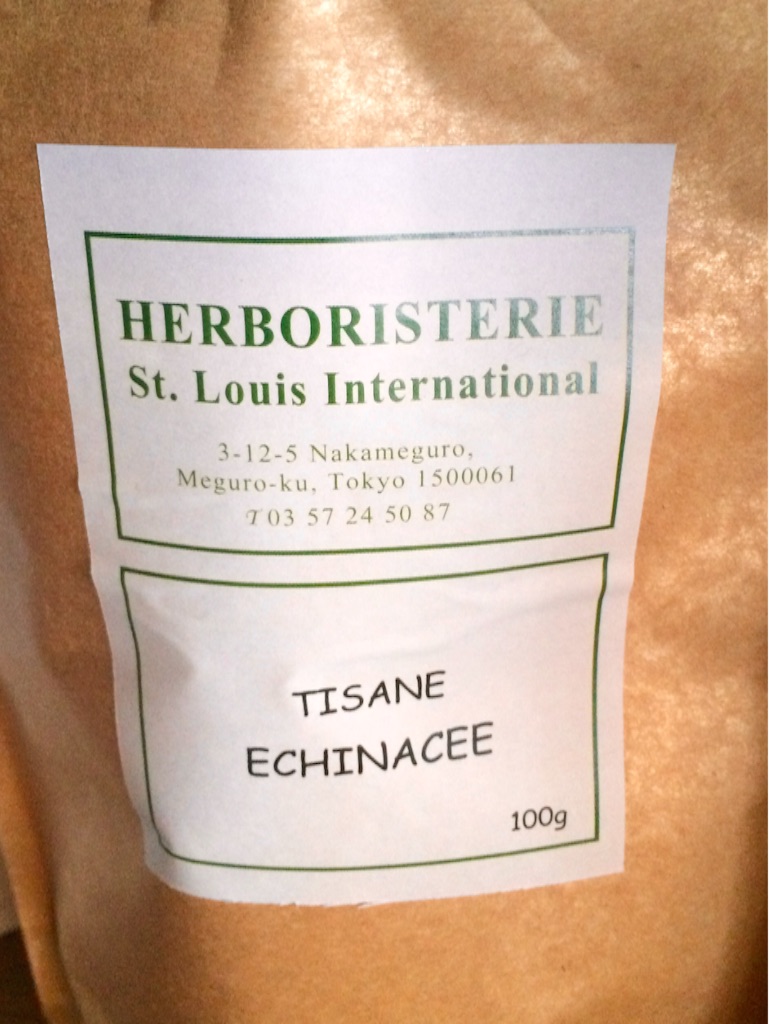 HERBORISTERIE
St. Louis International
3-12-5 Nakameguro,
Meguro-ku, Tokyo 1500061
T 03 57 24 50 87
TISANE
ECHINACEE
100g